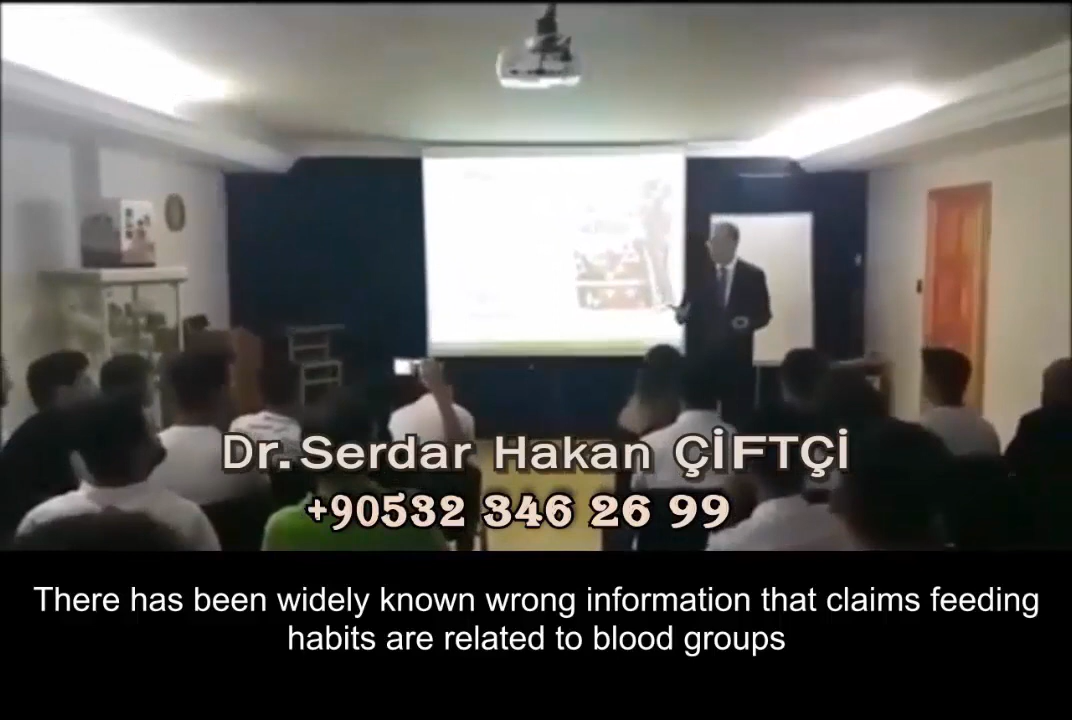 Dr. Serdar Hakan ÇİFTÇİ
+90532 346 26 99
There has been widely known wrong information that claims feeding
habits are related to blood groups